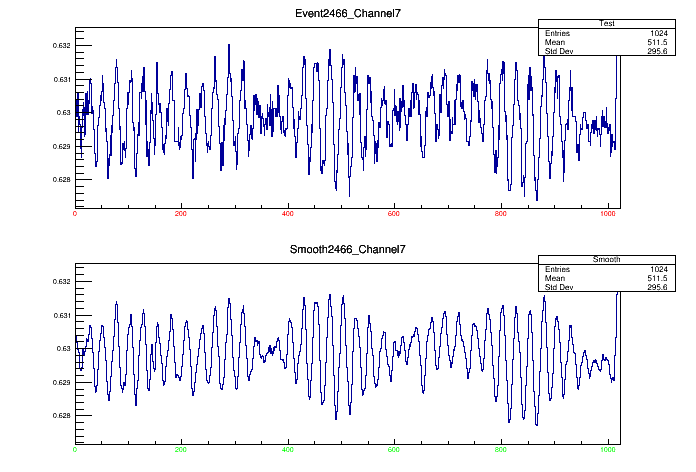 Event2466_Channel7
Test
Entries 1024
Mean 511.5
Std Dev 295.6
0.632
0.631
0.63
0.629
0.628
0 200 400 600 800 1000
Smooth2466_Channel7
Smooth
Entries 1024
Mean 511.5
Std Dev 295.6
0.632
0.631
0.63
0.629
0.628
0 200 400 600 800 1000